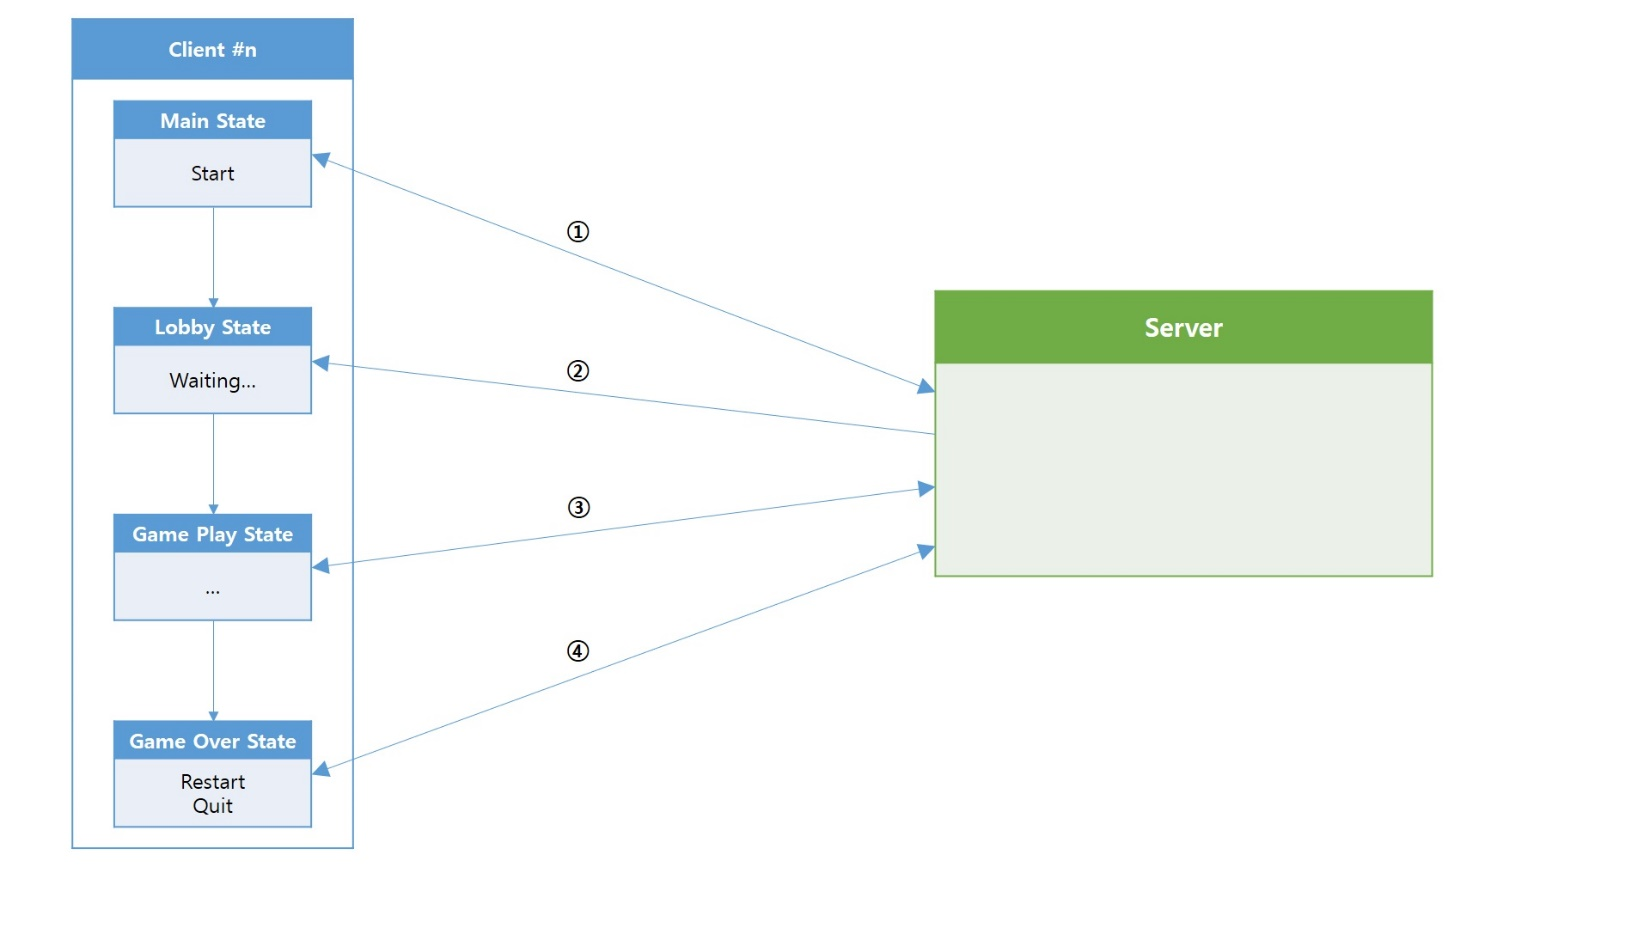 Client #n
Main State
Start
①
Lobby State
Waiting...
②
Server
Game Play State
...
③
④
Game Over State
Restart
Quit